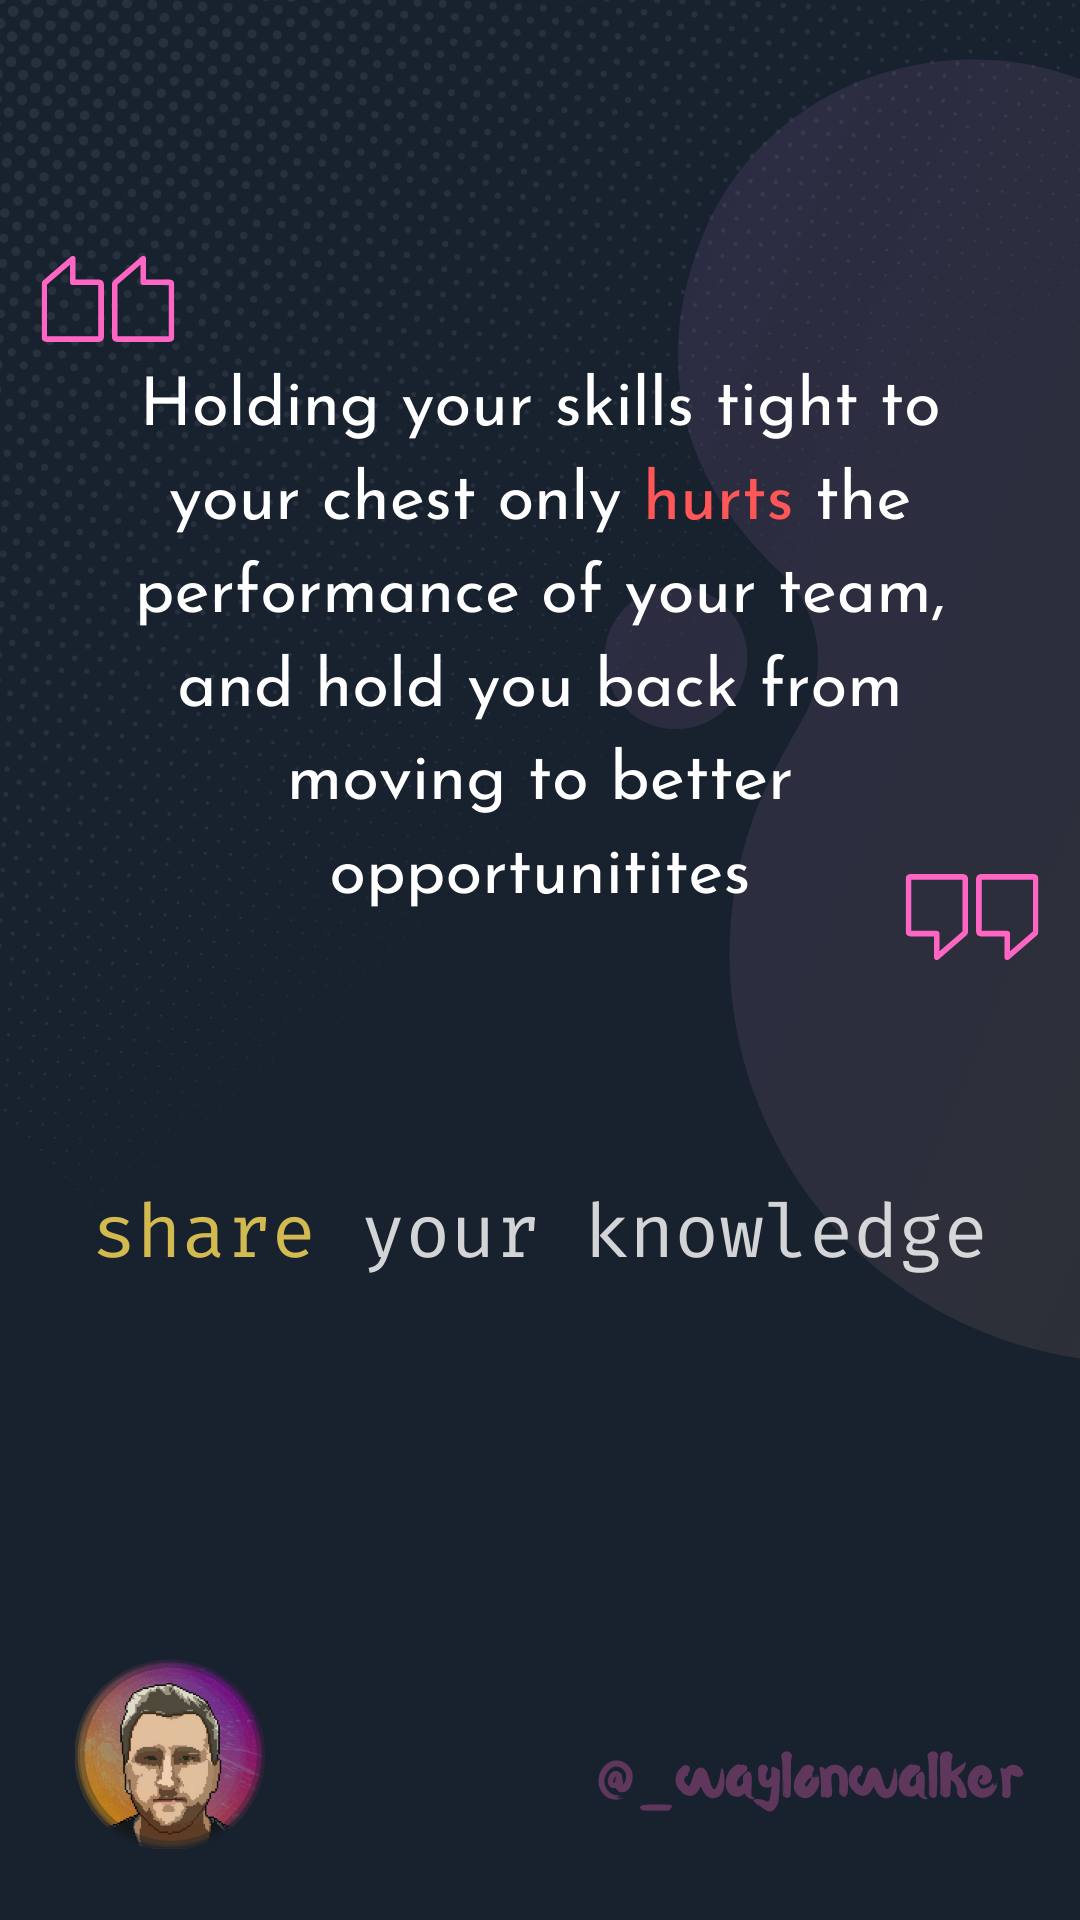 Holding your skills tight to
your chest only hurts the
performance of your team,
and hold you back from
moving to better
opportunitites
share your knowledge
@_waylonwalker